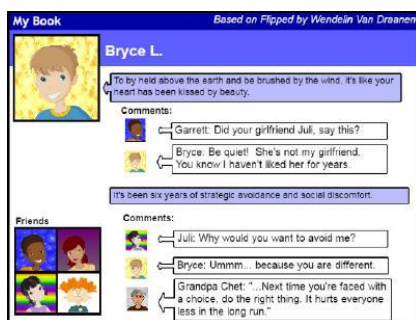 My Book
Based on Flipped by Wendelin Van Draanen
Bryce L.
To by held above the earth and be brushed by the wind, it's like your
heart has been kissed by beauty.
Comments:
Garrett: Did your girlfriend Juli, say this?
Bryce: Be quiet! She's not my girlfriend.
You know I haven't liked her for years.
It's been six years of strategic avoidance and social discomfort.
Friends
Comments:
Juli: Why would you want to avoid me?
Bryce: Ummm... because you are different.
Grandpa Chet: "...Next time you're faced with
a choice, do the right thing. It hurts everyone
less in the long run."